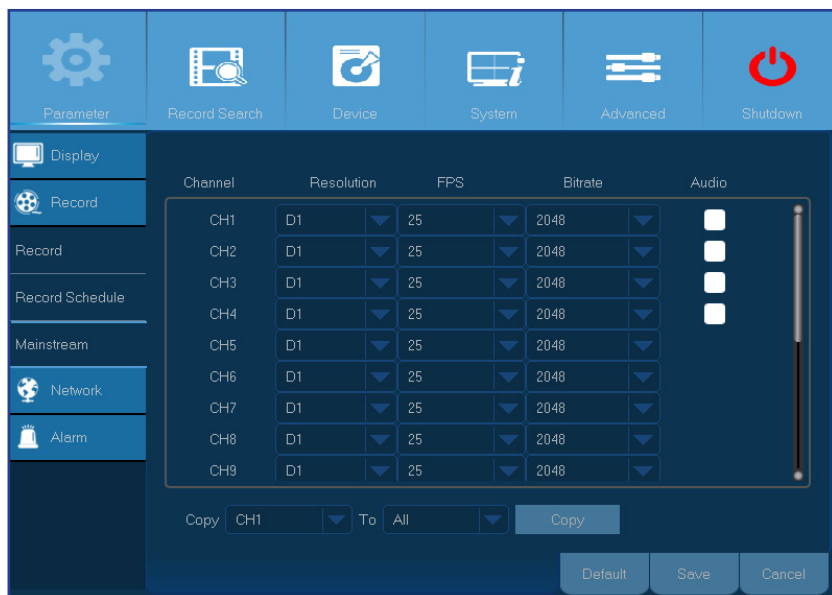 Parameter Record Search Device System Advanced Shutdown
Display
Record
Record
Record Schedule
Mainstream
Network
Alarm
Channel Resolution FPS Bitrate Audio
CH1 D1 25 2048
CH2 D1 25 2048
CH3 D1 25 2048
CH4 D1 25 2048
CH5 D1 25 2048
CH6 D1 25 2048
CH7 D1 25 2048
CH8 D1 25 2048
CH9 D1 25 2048
Copy CH1 To All Copy
Default Save Cancel